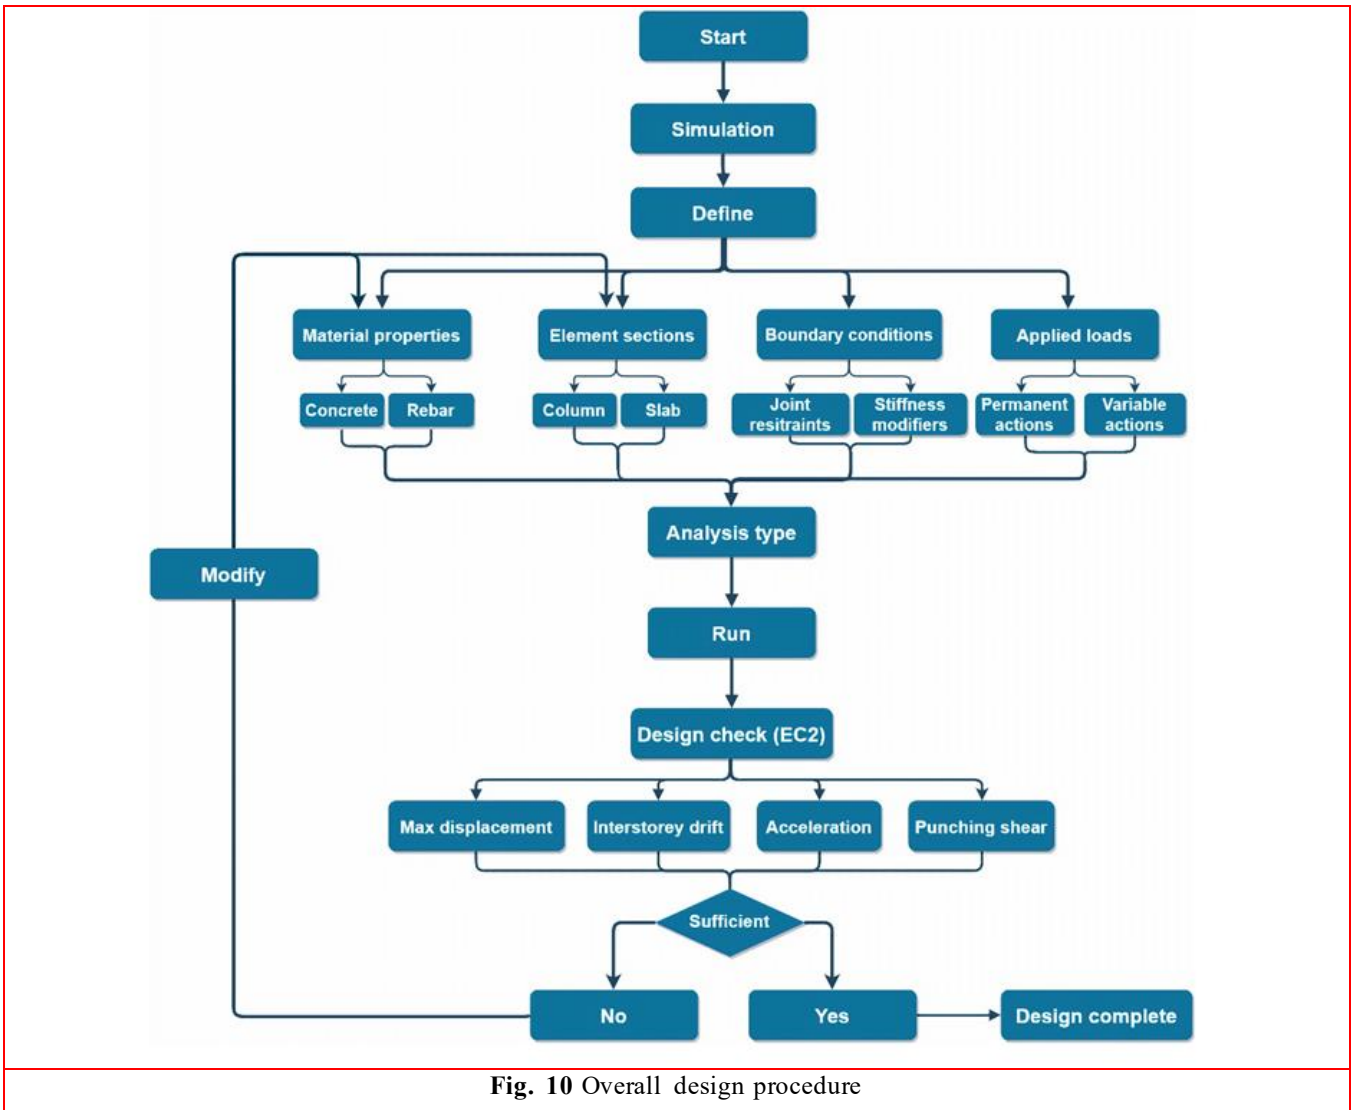 Start
Simulation
Define
Material properties
Element sections
Boundary conditions
Applied loads
Concrete
Rebar
Column
Slab
Joint
resitraints
Stiffness
modifiers
Permanent
actions
Variable
actions
Analysis type
Modify
Run
Design check (EC2)
Max displacement
Interstorey drift
Acceleration
Punching shear
Sufficient
No
Yes
Design complete
Fig. 10 Overall design procedure